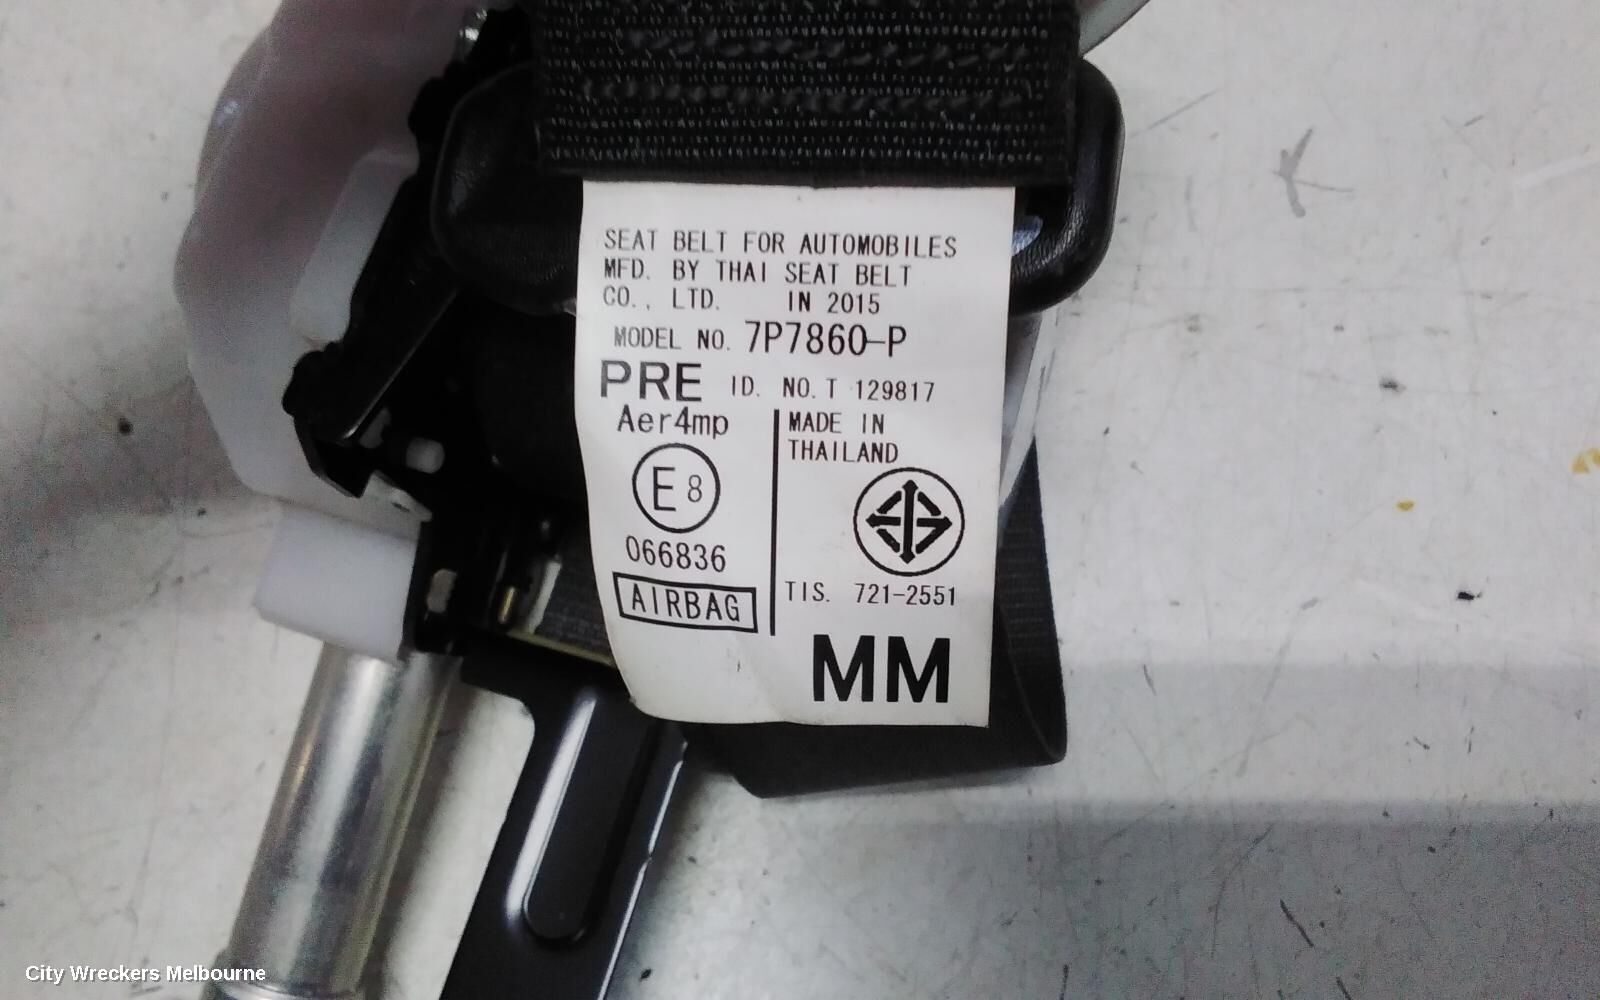 SEAT BELT FOR AUTOMOBILES
MFD. BY THAI SEAT BELT
CO., LTD. IN 2015
MODEL NO. 7P7860-P
PRE ID. NO. T 129817
Aer4mp
E8
066836
AIRBAG
MADE IN
THAILAND
TIS. 721-2551
MM
City Wreckers Melbourne